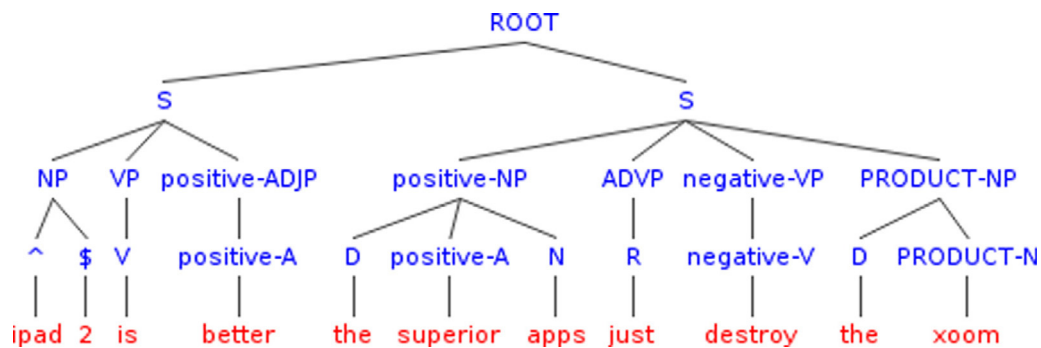 ROOT
S S
NP VP positive-ADJP positive-NP ADVP negative-VP PRODUCT-NP
^ $ V positive-A D positive-A N R negative-V D PRODUCT-N
ipad 2 is better the superior apps just destroy the xoom